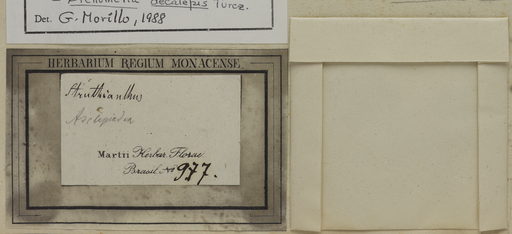 decalepis Turcz.
Det. G. Morillo, 1988
HERBARIUM REGIUM MONACENSE
Struthianthus
Asclepiadea
Martii Herbar. Florae
Brasil. No 977.